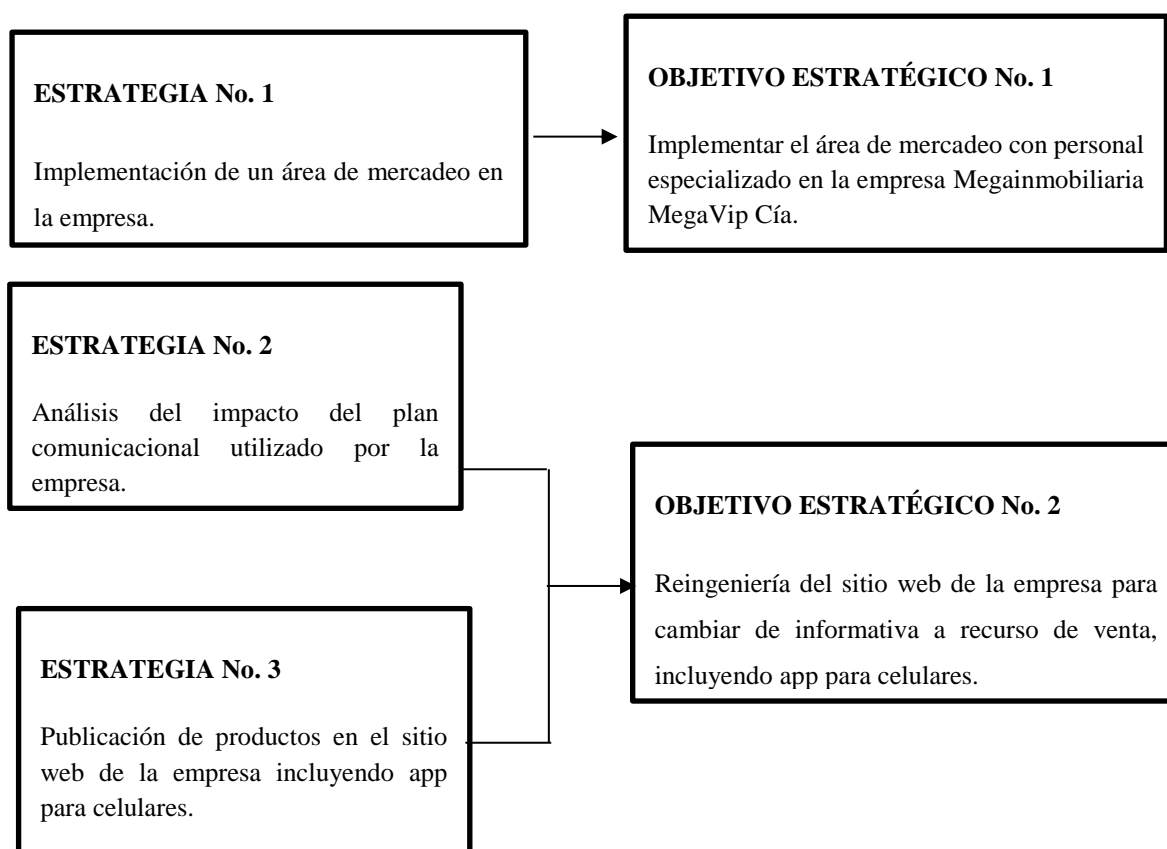 ESTRATEGIA No. 1
Implementación de un área de mercadeo en
la empresa.
OBJETIVO ESTRATÉGICO No. 1
Implementar el área de mercadeo con personal
especializado en la empresa Megainmobiliaria
MegaVip Cía.
ESTRATEGIA No. 2
Análisis del impacto del plan
comunicacional utilizado por la
empresa.
ESTRATEGIA No. 3
Publicación de productos en el sitio
web de la empresa incluyendo app
para celulares.
OBJETIVO ESTRATÉGICO No. 2
Reingeniería del sitio web de la empresa para
cambiar de informativa a recurso de venta,
incluyendo app para celulares.